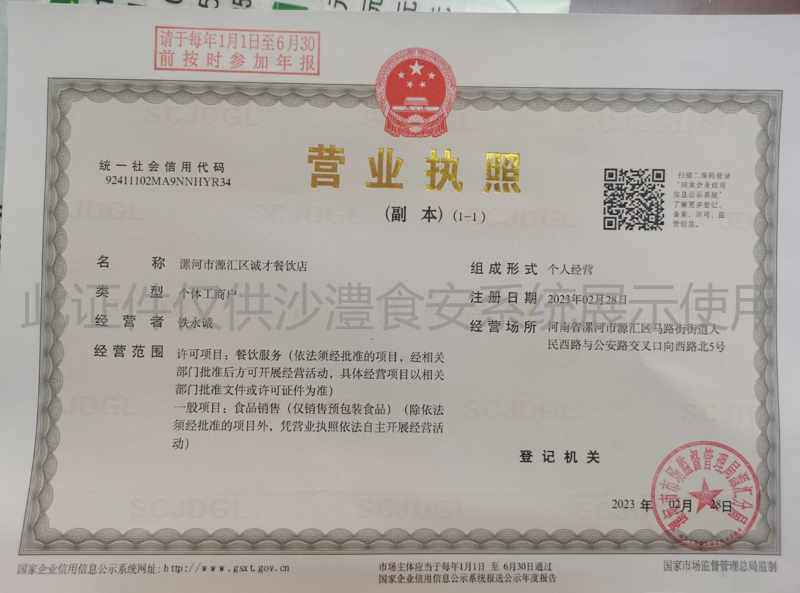 请于每年1月1日至6月30
前按时参加年报
统一社会信用代码
92411102MA9NNHYR34
营业执照
(副 本) (1-1)
扫描二维码登录
“国家企业信用
信息公示系统”
了解更多登记、
备案、许可、监
管信息。
名 称 漯河市源汇区诚才餐饮店
类 型 个体工商户
经营者 铁永诚
经营范围 许可项目：餐饮服务（依法须经批准的项目，经相关
部门批准后方可开展经营活动，具体经营项目以相关
部门批准文件或许可证件为准）
一般项目：食品销售（仅销售预包装食品）（除依法
须经批准的项目外，凭营业执照依法自主开展经营活
动）
组成形式 个人经营
注册日期 2023年02月28日
经营场所 河南省漯河市源汇区马路街街道人
民西路与公安路交叉口向西路北5号
此证件仅供沙澧食安系统展示使用
登记机关
漯河市市场监督管理局源汇分局
2023 年 02月 28日
国家企业信用信息公示系统网址:http://www.gsxt.gov.cn
市场主体应当于每年1月1日 至 6月30日通过
国家企业信用信息公示系统报送公示年度报告
国家市场监督管理总局监制